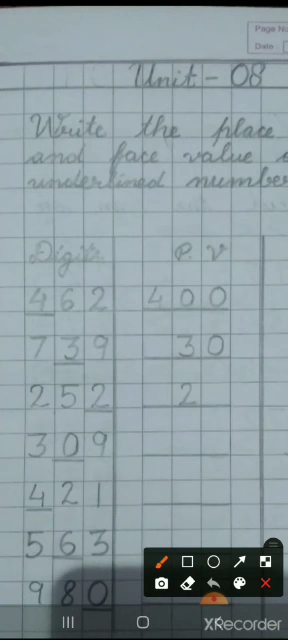 Page No
Date
Unit - 08
Write the place
and face value
underlined number
Digits P. V
462 400
739 30
252 2
309
421
563
980
XRecorder